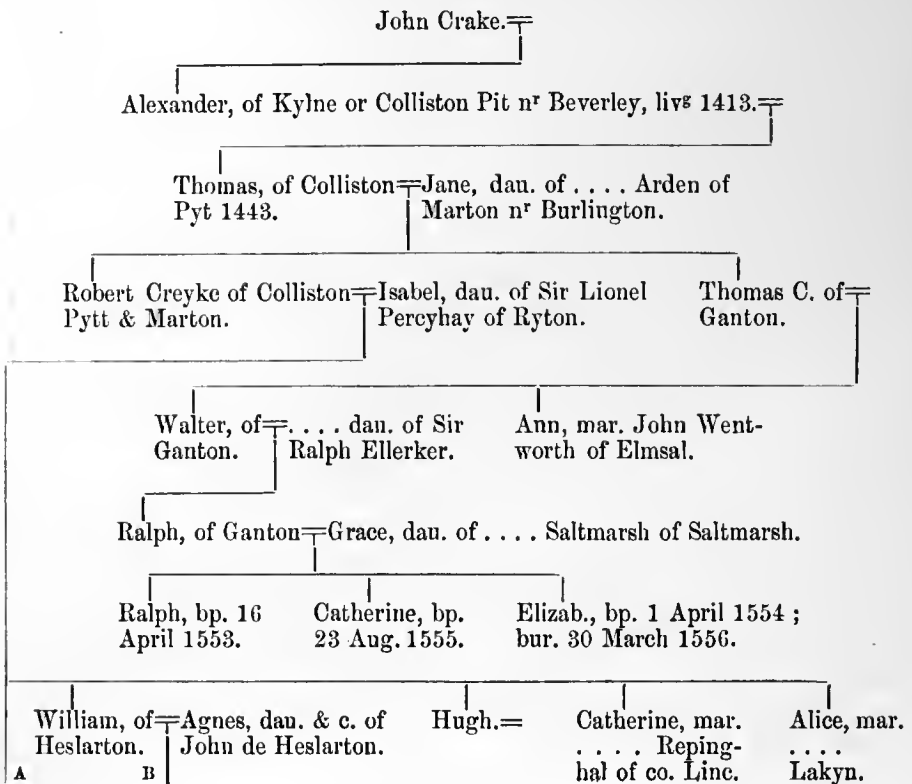 John Crake.
Alexander, of Kylne or Colliston Pit nʳ Beverley, livᵍ 1413.
Thomas, of Colliston Jane, dau. of . . . . Arden of
Pyt 1443. Marton nʳ Burlington.
Robert Creyke of Colliston Isabel, dau. of Sir Lionel Thomas C. of
Pytt & Marton. Percyhay of Ryton. Ganton.
Walter, of . . . . dau. of Sir Ann, mar. John Went-
Ganton. Ralph Ellerker. worth of Elmsal.
Ralph, of Ganton Grace, dau. of . . . . Saltmarsh of Saltmarsh.
Ralph, bp. 16 Catherine, bp. Elizab., bp. 1 April 1554 ;
April 1553. 23 Aug. 1555. bur. 30 March 1556.
William, of Agnes, dau. & c. of Hugh.= Catherine, mar. Alice, mar.
Heslarton. John de Heslarton. . . . . Reping- . . . .
A B hal of co. Linc. Lakyn.